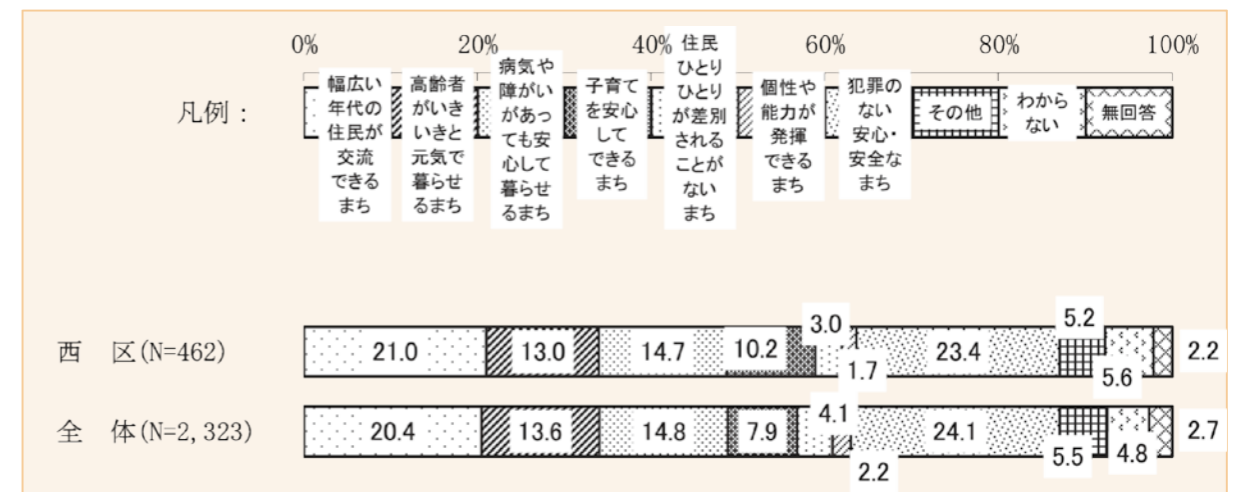 0% 20% 40% 60% 80% 100%
凡例：
幅広い
年代の
住民が
交流
できる
まち
高齢者
がいき
いきと
元気で
暮らせ
るまち
病気や
障がい
があっ
ても安
心して
暮らせ
るまち
子育て
を安心
して
できる
まち
住民
ひとり
ひとり
が差別
される
ことが
ない
まち
個性や
能力が
発揮
できる
まち
犯罪の
ない
安心・
安全な
まち
その他
わから
ない
無回答
西 区(N=462) 21.0 13.0 14.7 10.2 3.0 1.7 23.4 5.2 5.6 2.2
全 体(N=2,323) 20.4 13.6 14.8 7.9 4.1 2.2 24.1 5.5 4.8 2.7